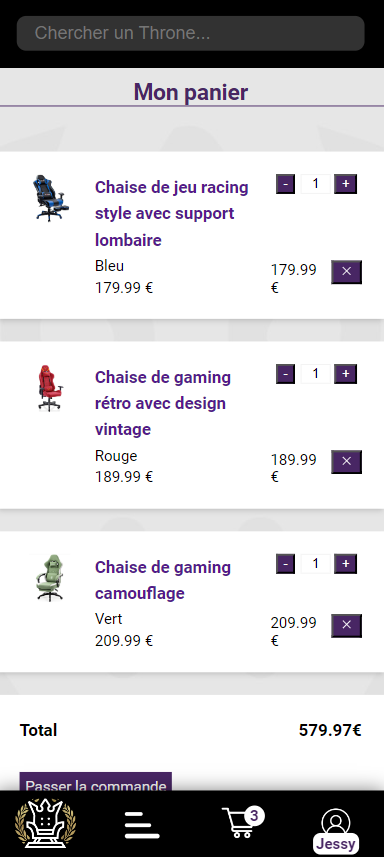 Chercher un Throne...
Mon panier
Chaise de jeu racing
style avec support
lombaire
Bleu
179.99 €
- 1 +
179.99
€
×
Chaise de gaming
rétro avec design
vintage
Rouge
189.99 €
- 1 +
189.99
€
×
Chaise de gaming
camouflage
Vert
209.99 €
- 1 +
209.99
€
×
Total 579.97€
Passer la commande
3
Jessy